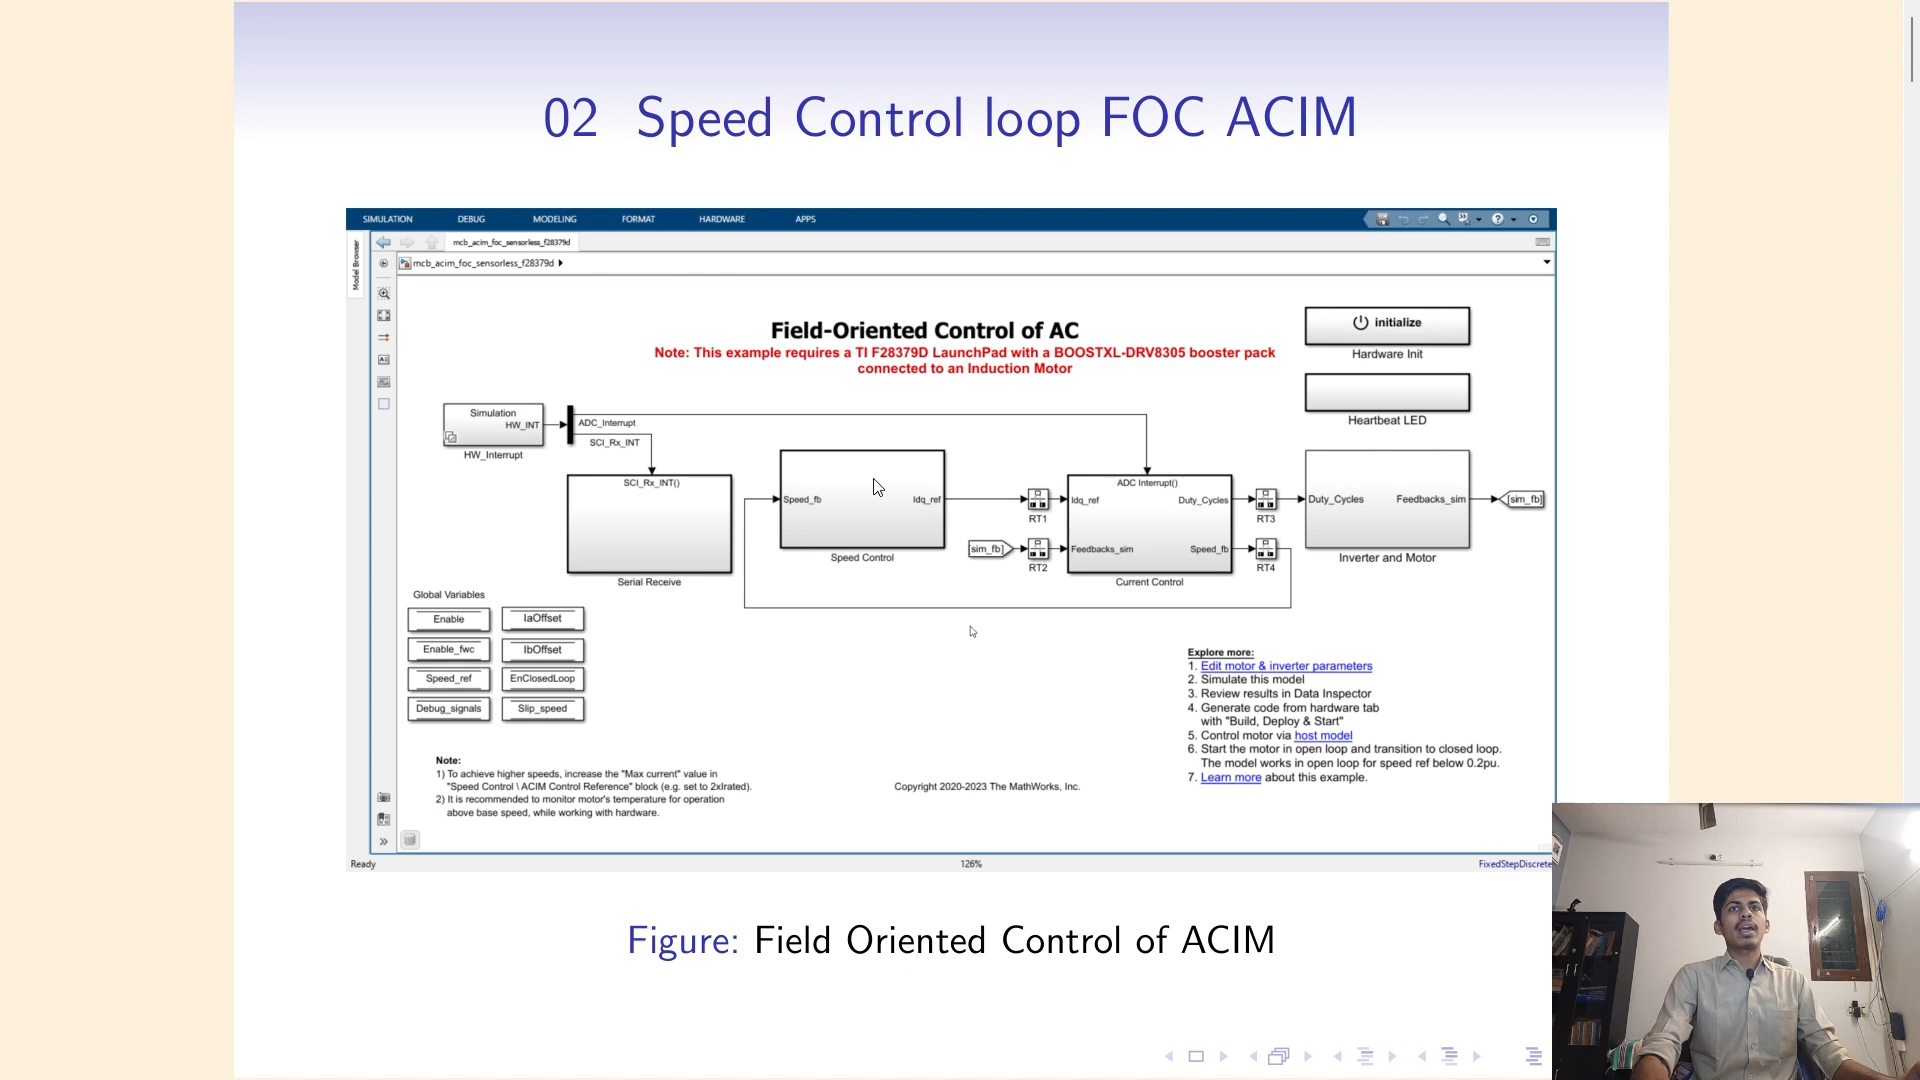 02 Speed Control loop FOC ACIM
SIMULATION DEBUG MODELING FORMAT HARDWARE APPS
Model Browser
mcb_acim_foc_sensorless_f28379d
mcb_acim_foc_sensorless_f28379d
Field-Oriented Control of AC
Note: This example requires a TI F28379D LaunchPad with a BOOSTXL-DRV8305 booster pack
connected to an Induction Motor
initialize
Hardware Init
Heartbeat LED
Simulation
HW_INT
HW_Interrupt
ADC_Interrupt
SCI_Rx_INT
SCI_Rx_INT()
Serial Receive
Speed_fb Idq_ref
Speed Control
RT1
[sim_fb]
RT2
ADC Interrupt()
Idq_ref Duty_Cycles
Feedbacks_sim Speed_fb
Current Control
RT3
RT4
Duty_Cycles Feedbacks_sim
Inverter and Motor
[sim_fb]
Global Variables
Enable IaOffset
Enable_fwc IbOffset
Speed_ref EnClosedLoop
Debug_signals Slip_speed
Explore more:
1. Edit motor & inverter parameters
2. Simulate this model
3. Review results in Data Inspector
4. Generate code from hardware tab
with "Build, Deploy & Start"
5. Control motor via host model
6. Start the motor in open loop and transition to closed loop.
The model works in open loop for speed ref below 0.2pu.
7. Learn more about this example.
Note:
1) To achieve higher speeds, increase the "Max current" value in
"Speed Control \ ACIM Control Reference" block (e.g. set to 2xIrated).
2) It is recommended to monitor motor's temperature for operation
above base speed, while working with hardware.
Copyright 2020-2023 The MathWorks, Inc.
Ready 126% FixedStepDiscrete
Figure: Field Oriented Control of ACIM